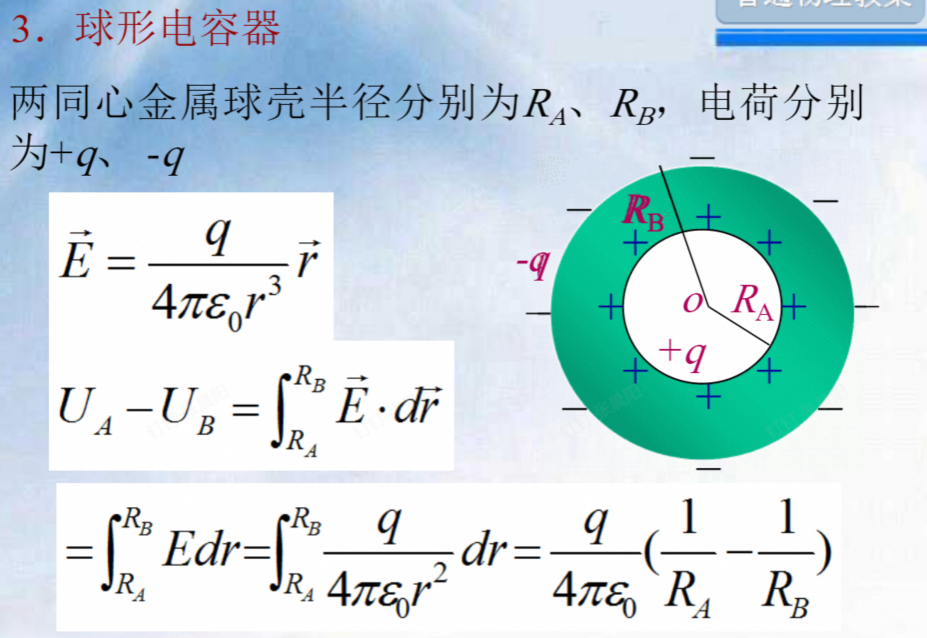 3．球形电容器
两同心金属球壳半径分别为R_A、R_B，电荷分别
为+q、 -q
\vec{E} = \frac{q}{4\pi\varepsilon_0 r^3} \vec{r}
U_A - U_B = \int_{R_A}^{R_B} \vec{E} \cdot d\vec{r}
= \int_{R_A}^{R_B} Edr = \int_{R_A}^{R_B} \frac{q}{4\pi\varepsilon_0 r^2} dr = \frac{q}{4\pi\varepsilon_0} (\frac{1}{R_A} - \frac{1}{R_B})
R_B
-q
o R_A
+q